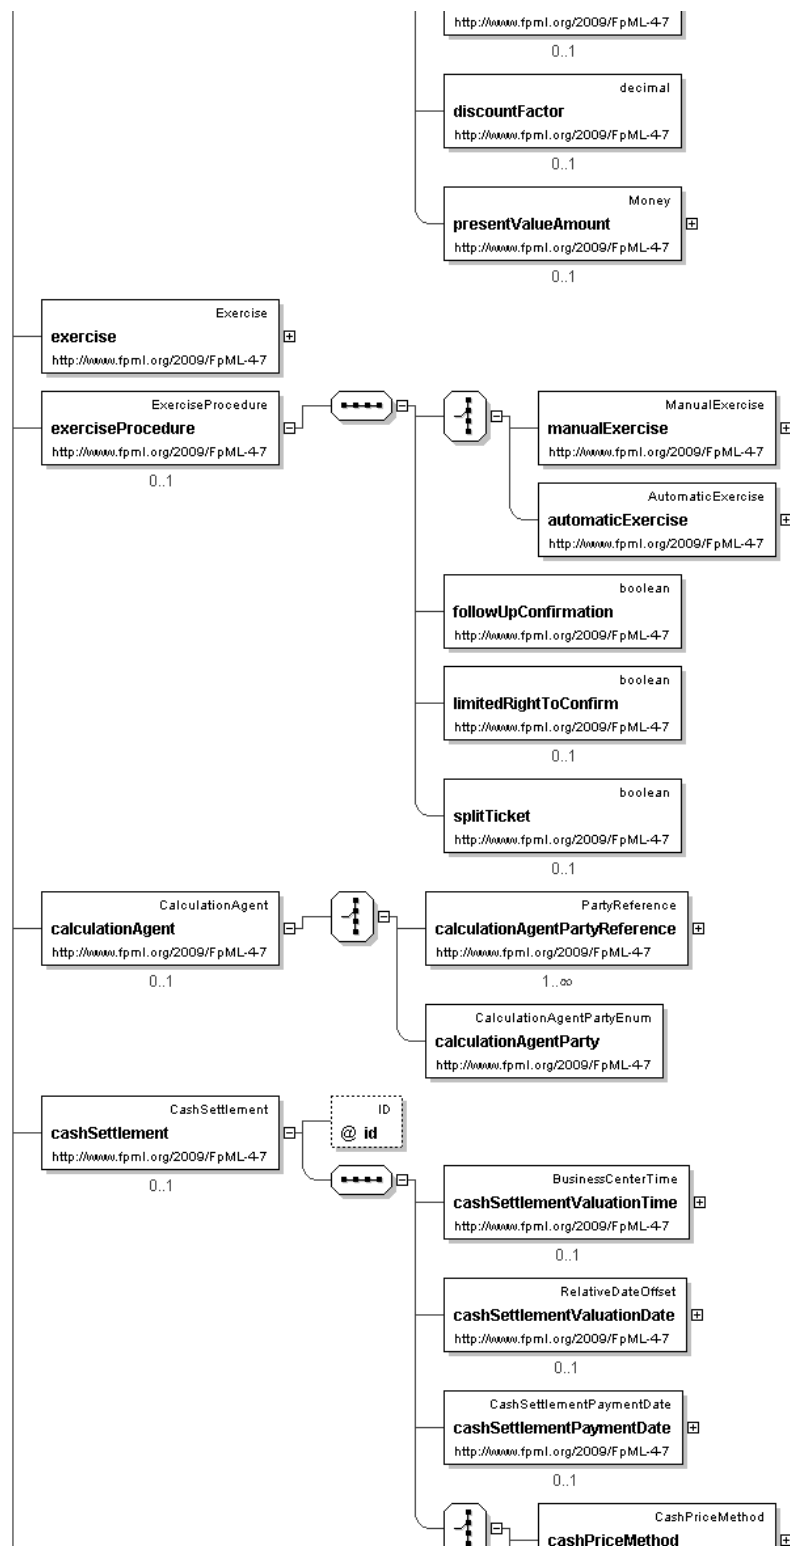 http://www.fpml.org/2009/FpML-4-7
0..1
decimal
discountFactor
http://www.fpml.org/2009/FpML-4-7
0..1
Money
presentValueAmount
http://www.fpml.org/2009/FpML-4-7
0..1
Exercise
exercise
http://www.fpml.org/2009/FpML-4-7
ExerciseProcedure
exerciseProcedure
http://www.fpml.org/2009/FpML-4-7
0..1
ManualExercise
manualExercise
http://www.fpml.org/2009/FpML-4-7
AutomaticExercise
automaticExercise
http://www.fpml.org/2009/FpML-4-7
boolean
followUpConfirmation
http://www.fpml.org/2009/FpML-4-7
boolean
limitedRightToConfirm
http://www.fpml.org/2009/FpML-4-7
0..1
boolean
splitTicket
http://www.fpml.org/2009/FpML-4-7
0..1
CalculationAgent
calculationAgent
http://www.fpml.org/2009/FpML-4-7
0..1
PartyReference
calculationAgentPartyReference
http://www.fpml.org/2009/FpML-4-7
1..∞
CalculationAgentPartyEnum
calculationAgentParty
http://www.fpml.org/2009/FpML-4-7
CashSettlement
cashSettlement
http://www.fpml.org/2009/FpML-4-7
0..1
ID
@ id
BusinessCenterTime
cashSettlementValuationTime
http://www.fpml.org/2009/FpML-4-7
0..1
RelativeDateOffset
cashSettlementValuationDate
http://www.fpml.org/2009/FpML-4-7
0..1
CashSettlementPaymentDate
cashSettlementPaymentDate
http://www.fpml.org/2009/FpML-4-7
0..1
CashPriceMethod
cashPriceMethod